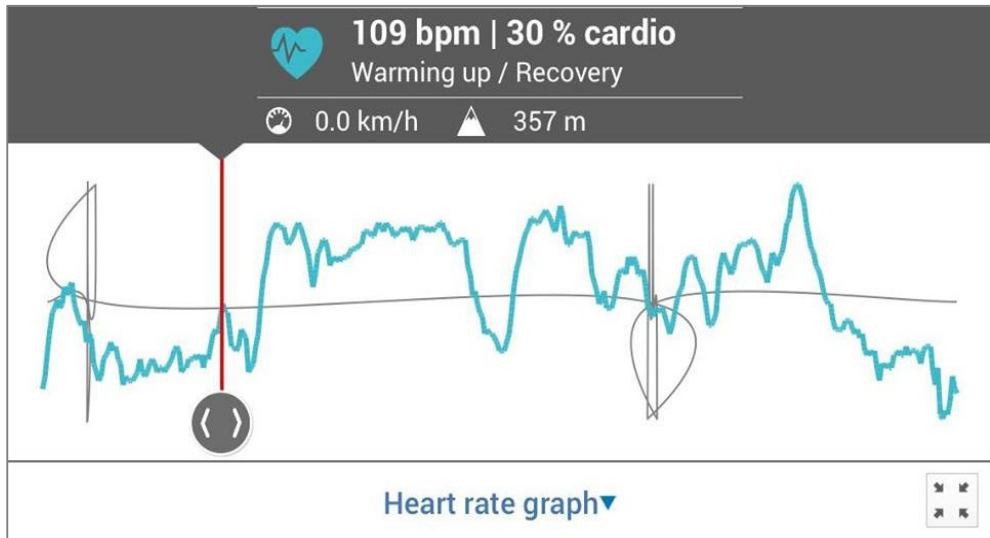 109 bpm | 30 % cardio
Warming up / Recovery
0.0 km/h 357 m
Heart rate graph▾